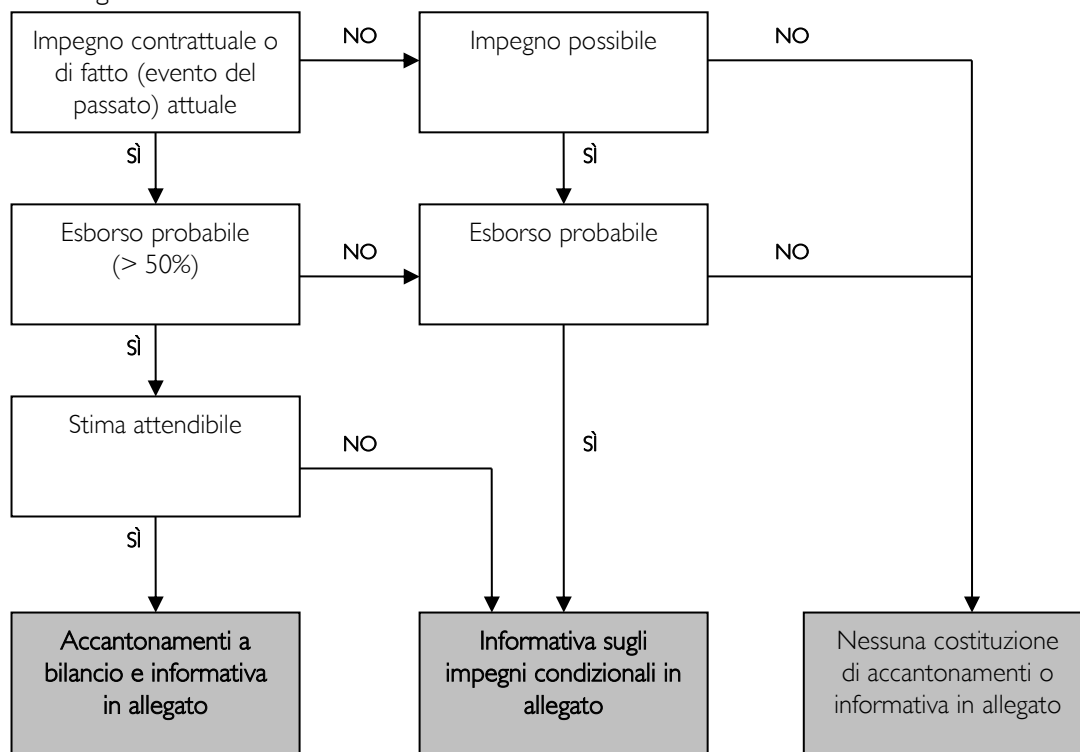 Impegno contrattuale o
di fatto (evento del
passato) attuale
NO
Impegno possibile
NO
SÌ
SÌ
Esborso probabile
(> 50%)
NO
Esborso probabile
NO
SÌ
Stima attendibile
NO
SÌ
SÌ
Accantonamenti a
bilancio e informativa
in allegato
Informativa sugli
impegni condizionali in
allegato
Nessuna costituzione
di accantonamenti o
informativa in allegato